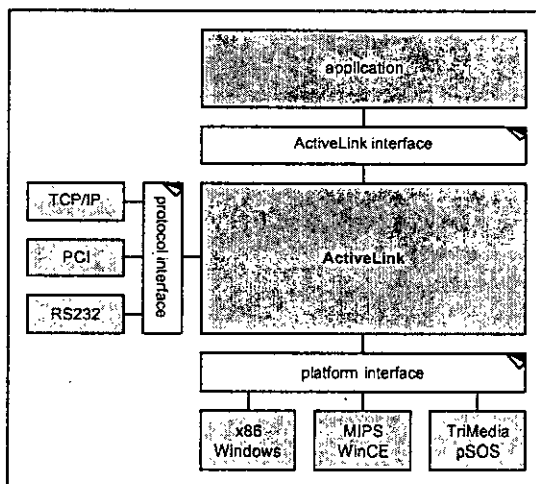 application
ActiveLink interface
TCP/IP
PCI
RS232
protocol interface
ActiveLink
platform interface
x86
Windows
MIPS
WinCE
TriMedia
pSOS